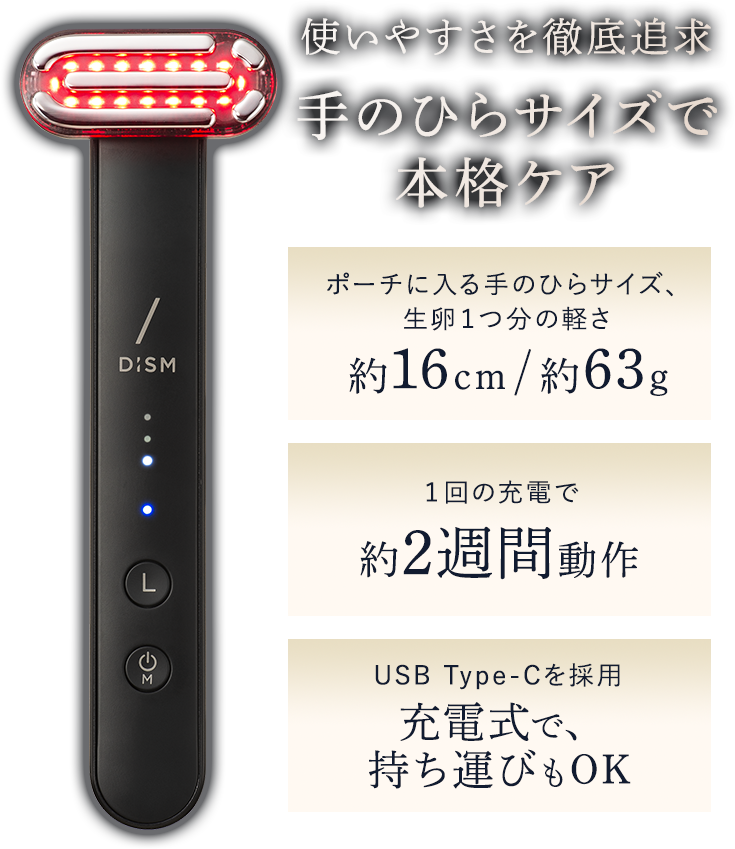 使いやすさを徹底追求
手のひらサイズで
本格ケア
ポーチに入る手のひらサイズ、
生卵1つ分の軽さ
約16cm/約63g
1回の充電で
約2週間動作
USB Type-Cを採用
充電式で、
持ち運びもOK
DiSM
L
M